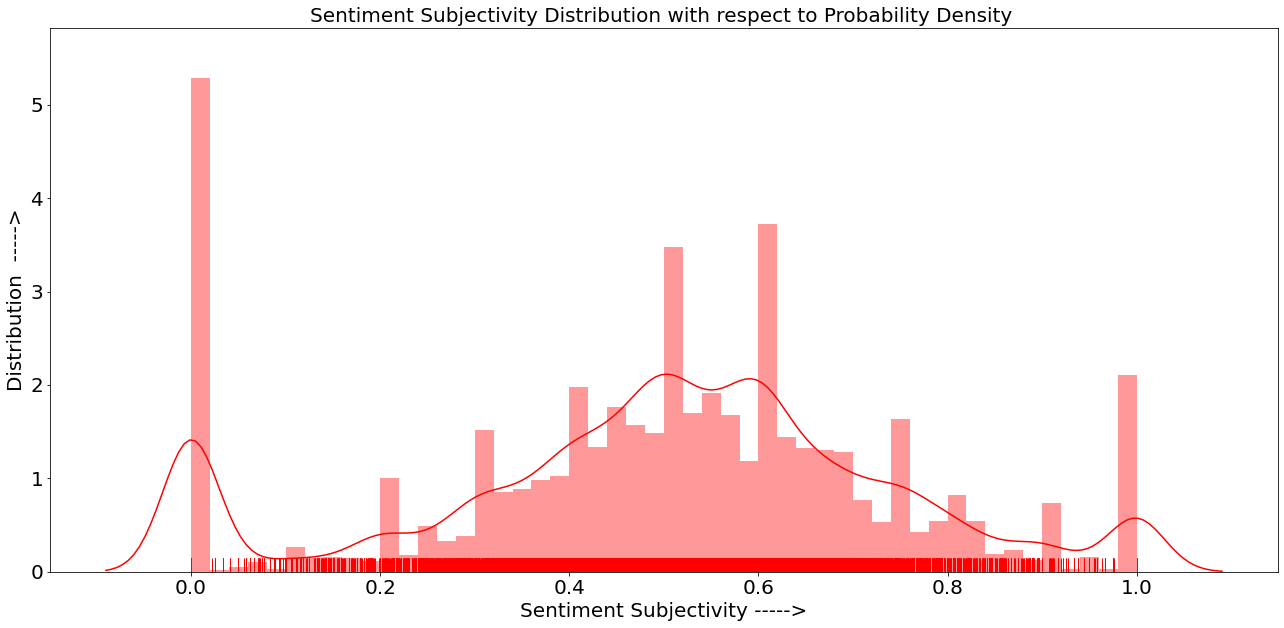 Sentiment Subjectivity Distribution with respect to Probability Density
Distribution ----->
5
4
3
2
1
0
0.0 0.2 0.4 0.6 0.8 1.0
Sentiment Subjectivity ----->